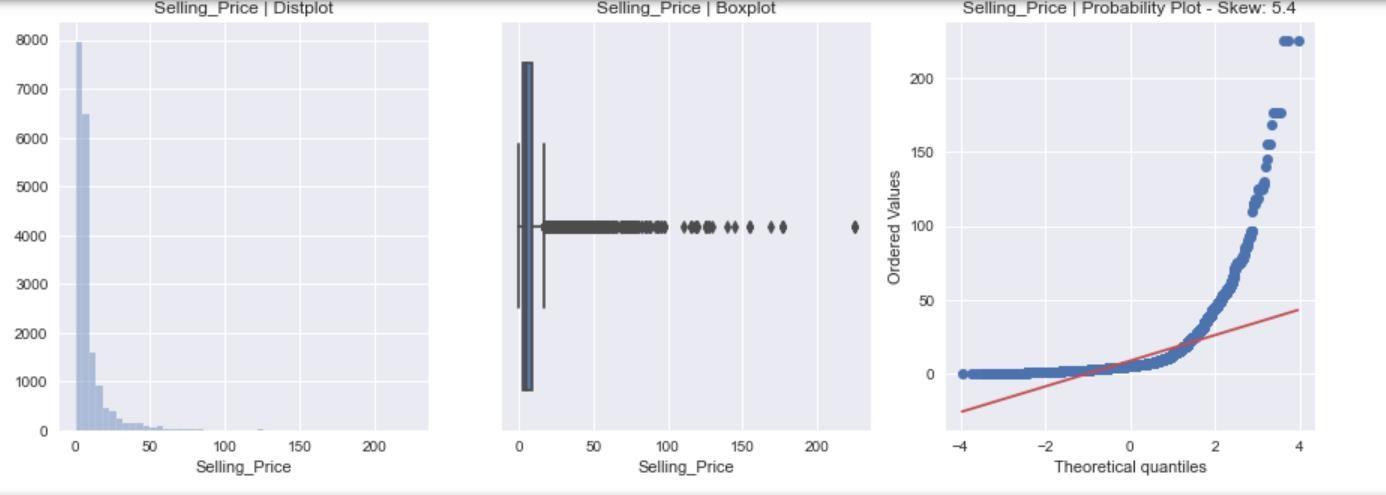 Selling_Price | Distplot
8000
7000
6000
5000
4000
3000
2000
1000
0
0 50 100 150 200
Selling_Price
Selling_Price | Boxplot
0 50 100 150 200
Selling_Price
Selling_Price | Probability Plot - Skew: 5.4
Ordered Values
200
150
100
50
0
−4 −2 0 2 4
Theoretical quantiles